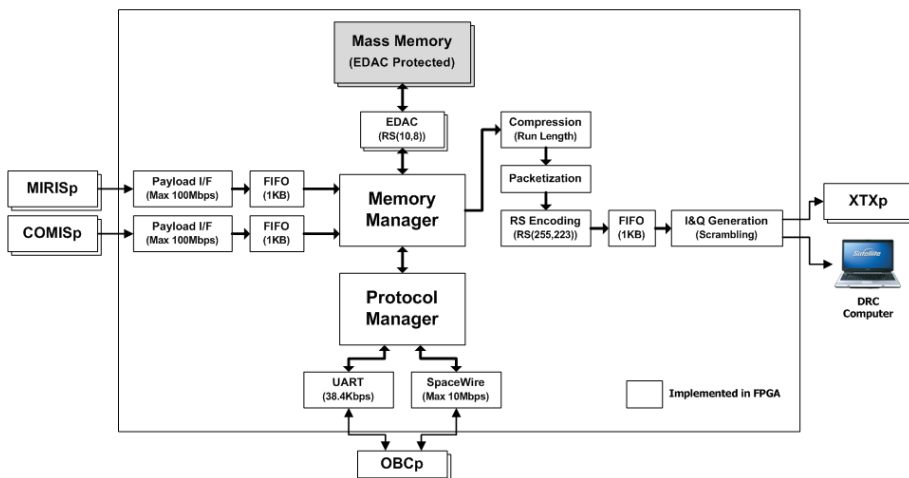 Mass Memory
(EDAC Protected)
EDAC
(RS(10,8))
Compression
(Run Length)
MIRISp
Payload I/F
(Max 100Mbps)
FIFO
(1KB)
Memory
Manager
Packetization
COMISp
Payload I/F
(Max 100Mbps)
FIFO
(1KB)
RS Encoding
(RS(255,223))
FIFO
(1KB)
I&Q Generation
(Scrambling)
XTXp
Satellite
DRC
Computer
Protocol
Manager
UART
(38.4Kbps)
SpaceWire
(Max 10Mbps)
Implemented in FPGA
OBCp